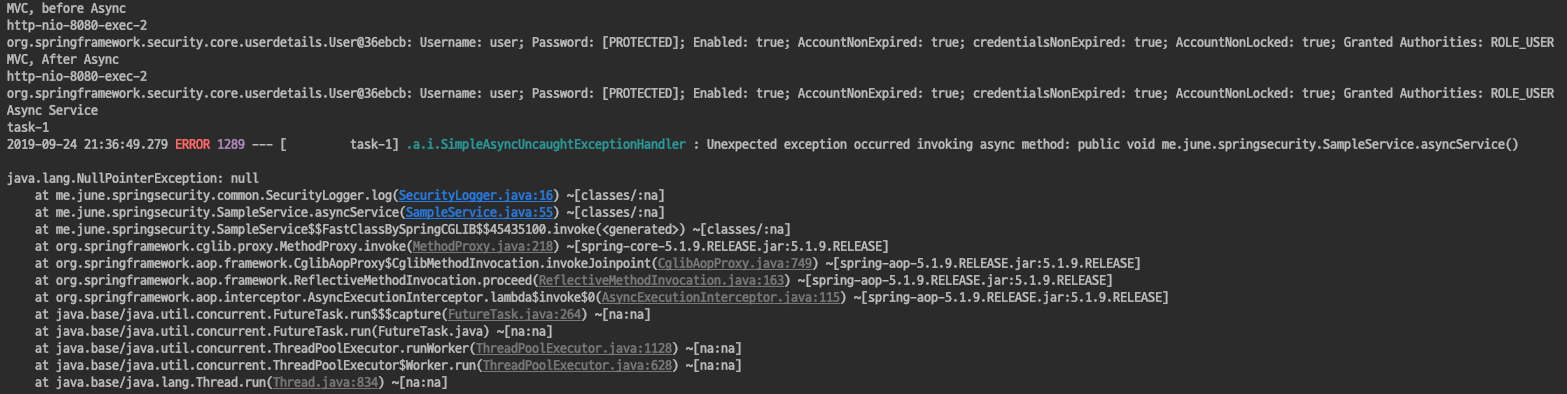 MVC, before Async
http-nio-8080-exec-2
org.springframework.security.core.userdetails.User@36ebcb: Username: user; Password: [PROTECTED]; Enabled: true; AccountNonExpired: true; credentialsNonExpired: true; AccountNonLocked: true; Granted Authorities: ROLE_USER
MVC, After Async
http-nio-8080-exec-2
org.springframework.security.core.userdetails.User@36ebcb: Username: user; Password: [PROTECTED]; Enabled: true; AccountNonExpired: true; credentialsNonExpired: true; AccountNonLocked: true; Granted Authorities: ROLE_USER
Async Service
task-1
2019-09-24 21:36:49.279 ERROR 1289 --- [         task-1] .a.i.SimpleAsyncUncaughtExceptionHandler : Unexpected exception occurred invoking async method: public void me.june.springsecurity.SampleService.asyncService()
java.lang.NullPointerException: null
    at me.june.springsecurity.common.SecurityLogger.log(SecurityLogger.java:16) ~[classes/:na]
    at me.june.springsecurity.SampleService.asyncService(SampleService.java:55) ~[classes/:na]
    at me.june.springsecurity.SampleService$$FastClassBySpringCGLIB$$45435100.invoke(<generated>) ~[classes/:na]
    at org.springframework.cglib.proxy.MethodProxy.invoke(MethodProxy.java:218) ~[spring-core-5.1.9.RELEASE.jar:5.1.9.RELEASE]
    at org.springframework.aop.framework.CglibAopProxy$CglibMethodInvocation.invokeJoinpoint(CglibAopProxy.java:749) ~[spring-aop-5.1.9.RELEASE.jar:5.1.9.RELEASE]
    at org.springframework.aop.framework.ReflectiveMethodInvocation.proceed(ReflectiveMethodInvocation.java:163) ~[spring-aop-5.1.9.RELEASE.jar:5.1.9.RELEASE]
    at org.springframework.aop.interceptor.AsyncExecutionInterceptor.lambda$invoke$0(AsyncExecutionInterceptor.java:115) ~[spring-aop-5.1.9.RELEASE.jar:5.1.9.RELEASE]
    at java.base/java.util.concurrent.FutureTask.run$$$capture(FutureTask.java:264) ~[na:na]
    at java.base/java.util.concurrent.FutureTask.run(FutureTask.java) ~[na:na]
    at java.base/java.util.concurrent.ThreadPoolExecutor.runWorker(ThreadPoolExecutor.java:1128) ~[na:na]
    at java.base/java.util.concurrent.ThreadPoolExecutor$Worker.run(ThreadPoolExecutor.java:628) ~[na:na]
    at java.base/java.lang.Thread.run(Thread.java:834) ~[na:na]